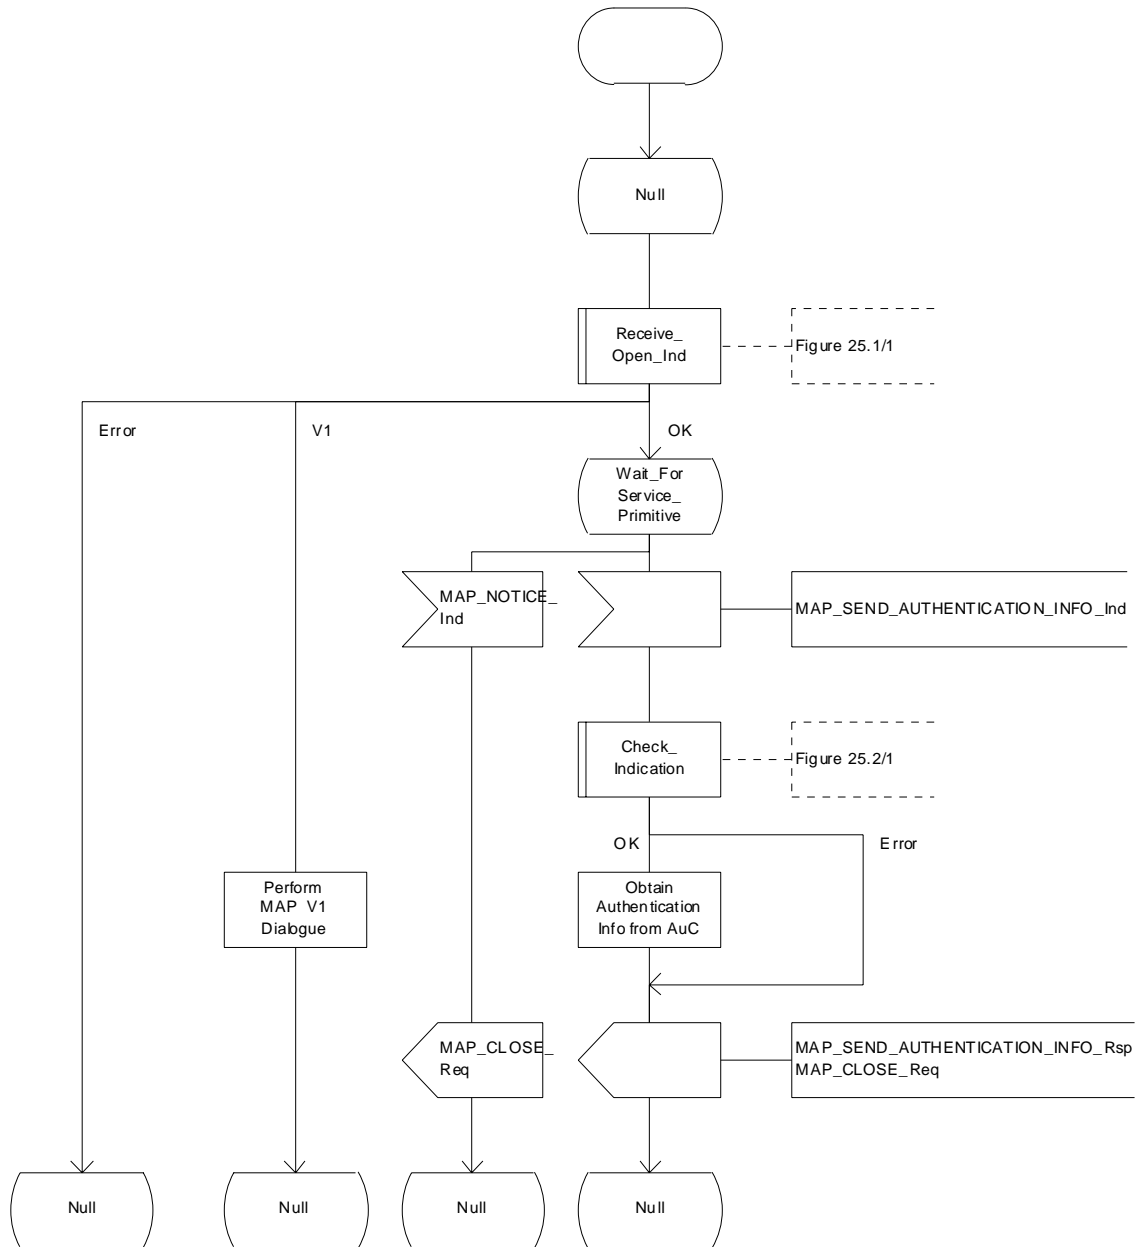 Null
Receive_
Open_Ind
Figure 25.1/1
Error
V1
OK
Wait_For
Service_
Primitive
MAP_NOTICE_
Ind
MAP_SEND_AUTHENTICATION_INFO_Ind
Check_
Indication
Figure 25.2/1
OK
Error
Perform
MAP V1
Dialogue
Obtain
Authentication
Info from AuC
MAP_CLOSE_
Req
MAP_SEND_AUTHENTICATION_INFO_Rsp
MAP_CLOSE_Req
Null
Null
Null
Null